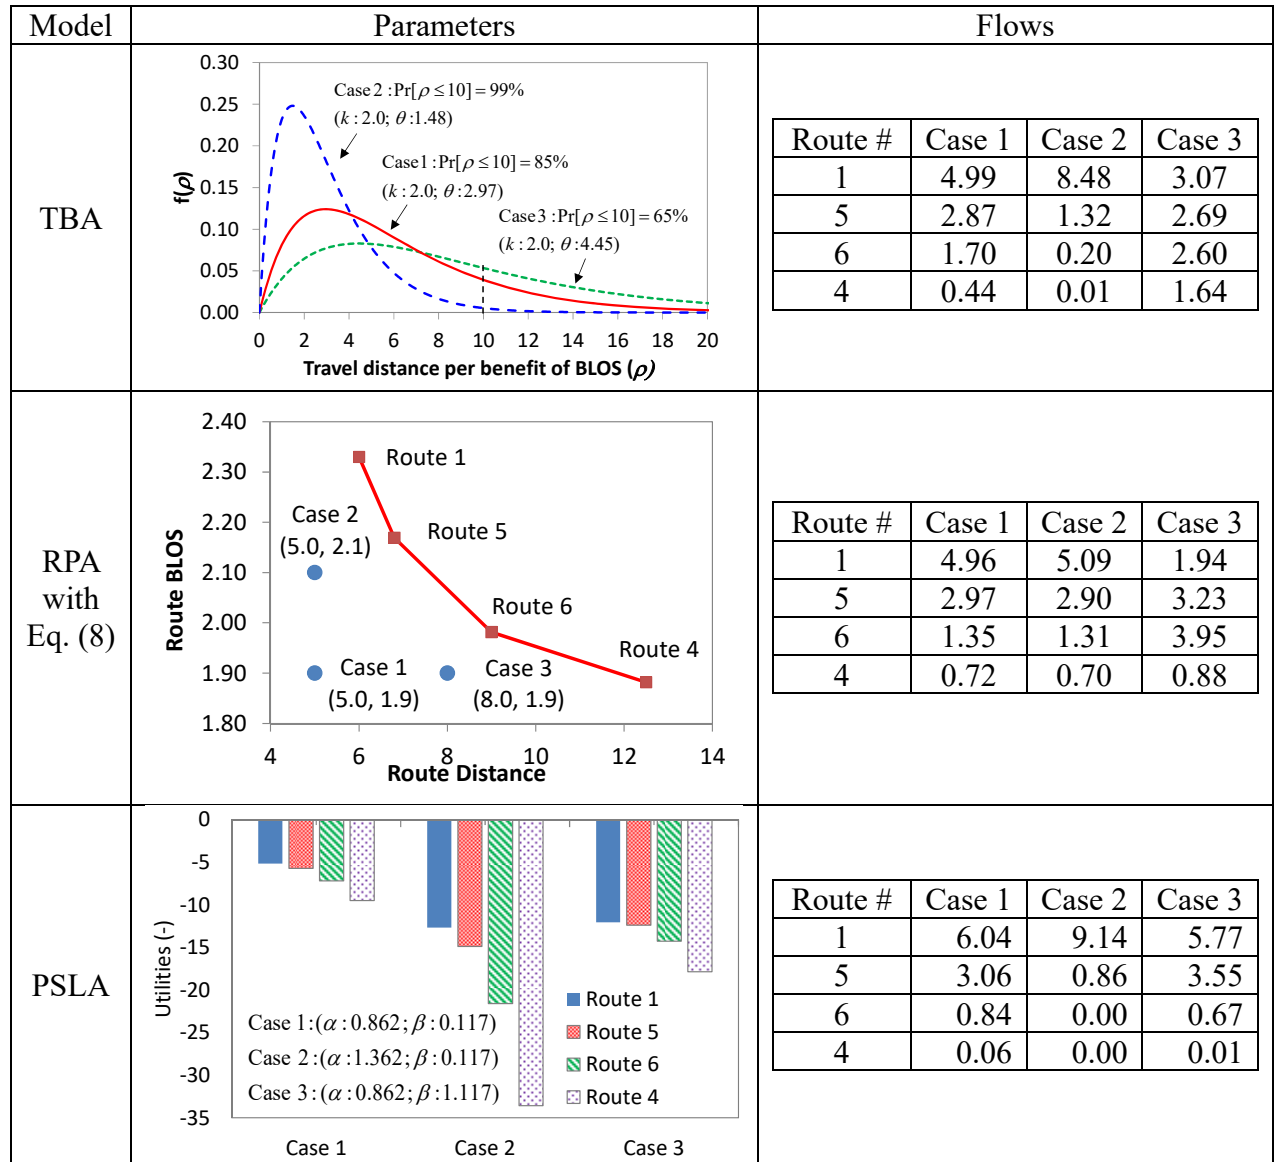 Model Parameters Flows
TBA
0.30
0.25
0.20
0.15
0.10
0.05
0.00
f(ρ)
Case 2 :Pr[ρ ≤ 10] = 99%
(k : 2.0; θ :1.48)
Case1 :Pr[ρ ≤ 10] = 85%
(k : 2.0; θ :2.97)
Case 3 :Pr[ρ ≤ 10] = 65%
(k : 2.0; θ :4.45)
0 2 4 6 8 10 12 14 16 18 20
Travel distance per benefit of BLOS (ρ)
Route # Case 1 Case 2 Case 3
1 4.99 8.48 3.07
5 2.87 1.32 2.69
6 1.70 0.20 2.60
4 0.44 0.01 1.64
RPA
with
Eq. (8)
2.40
2.30
2.20
2.10
2.00
1.90
1.80
Route BLOS
Route 1
Case 2
(5.0, 2.1)
Route 5
Route 6
Route 4
Case 1
(5.0, 1.9)
Case 3
(8.0, 1.9)
4 6 8 10 12 14
Route Distance
Route # Case 1 Case 2 Case 3
1 4.96 5.09 1.94
5 2.97 2.90 3.23
6 1.35 1.31 3.95
4 0.72 0.70 0.88
PSLA
0
-5
-10
-15
-20
-25
-30
-35
Utilities (-)
Case 1:(α :0.862; β :0.117)
Case 2:(α :1.362; β :0.117)
Case 3:(α :0.862; β :1.117)
Route 1
Route 5
Route 6
Route 4
Case 1 Case 2 Case 3
Route # Case 1 Case 2 Case 3
1 6.04 9.14 5.77
5 3.06 0.86 3.55
6 0.84 0.00 0.67
4 0.06 0.00 0.01